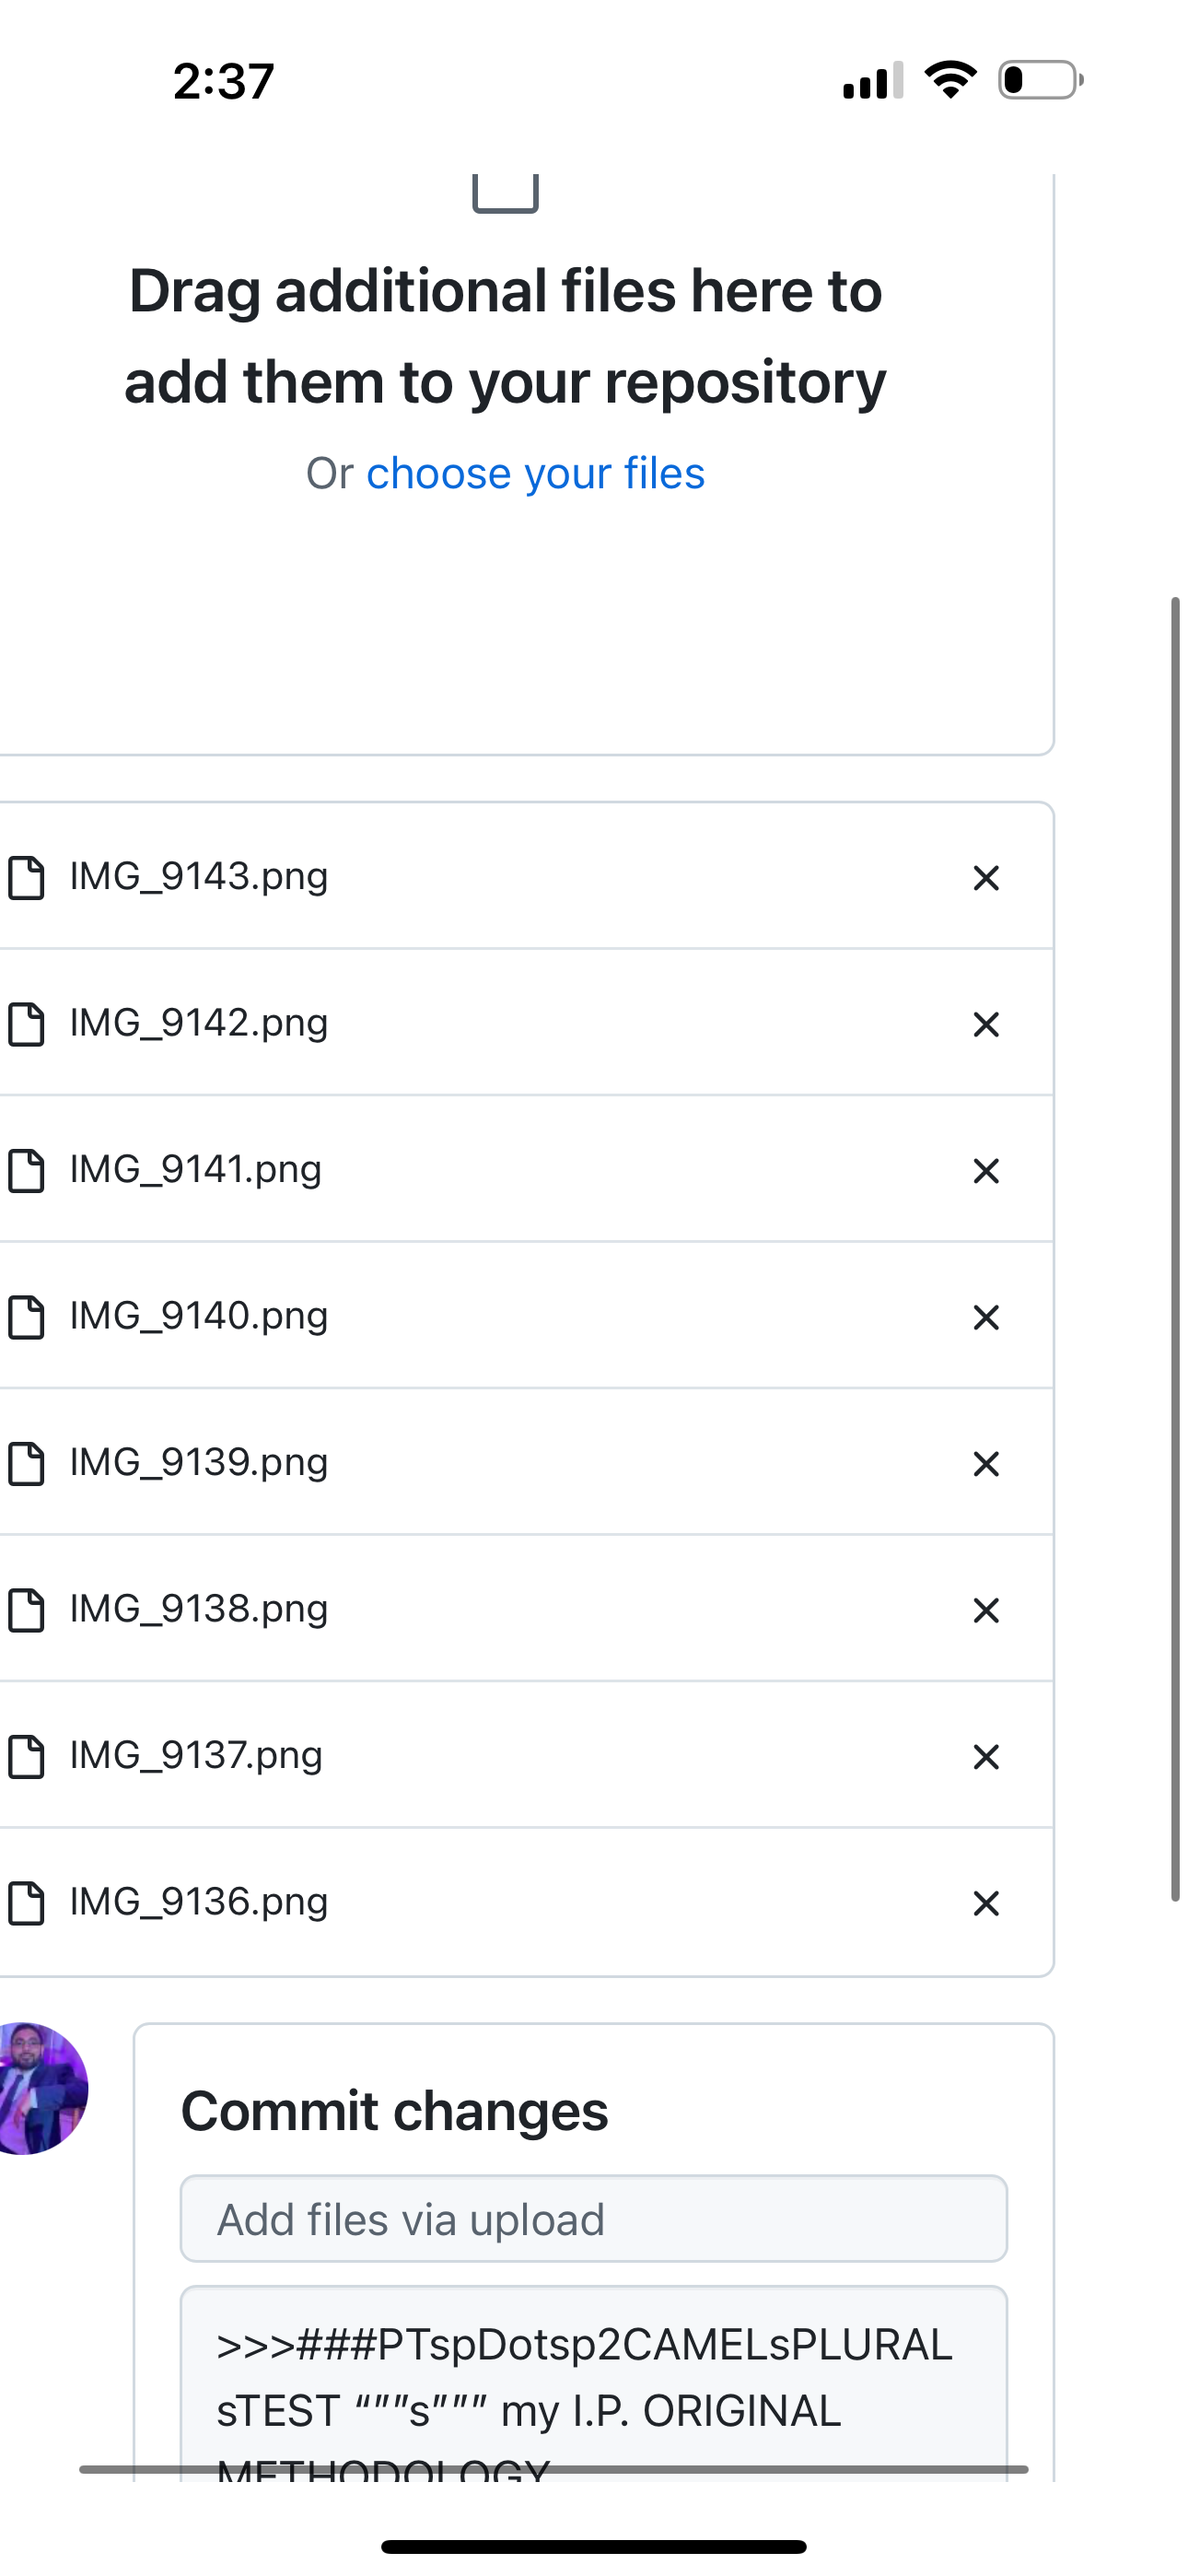 2:37
Drag additional files here to
add them to your repository
Or choose your files
IMG_9143.png
IMG_9142.png
IMG_9141.png
IMG_9140.png
IMG_9139.png
IMG_9138.png
IMG_9137.png
IMG_9136.png
Commit changes
Add files via upload
>>>###PTspDotsp2CAMELsPLURAL
sTEST “””s””” my I.P. ORIGINAL
METHODOLOGY